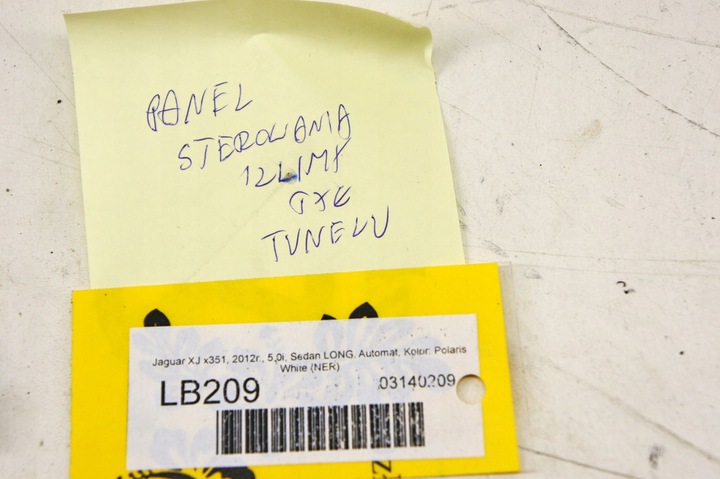 PANEL
STEROWANIA
KLIMA
TYŁ
TUNELU
Jaguar XJ x351, 2012r., 5,0i, Sedan LONG, Automat, Kolor: Polaris
White (NER)
LB209
03140209